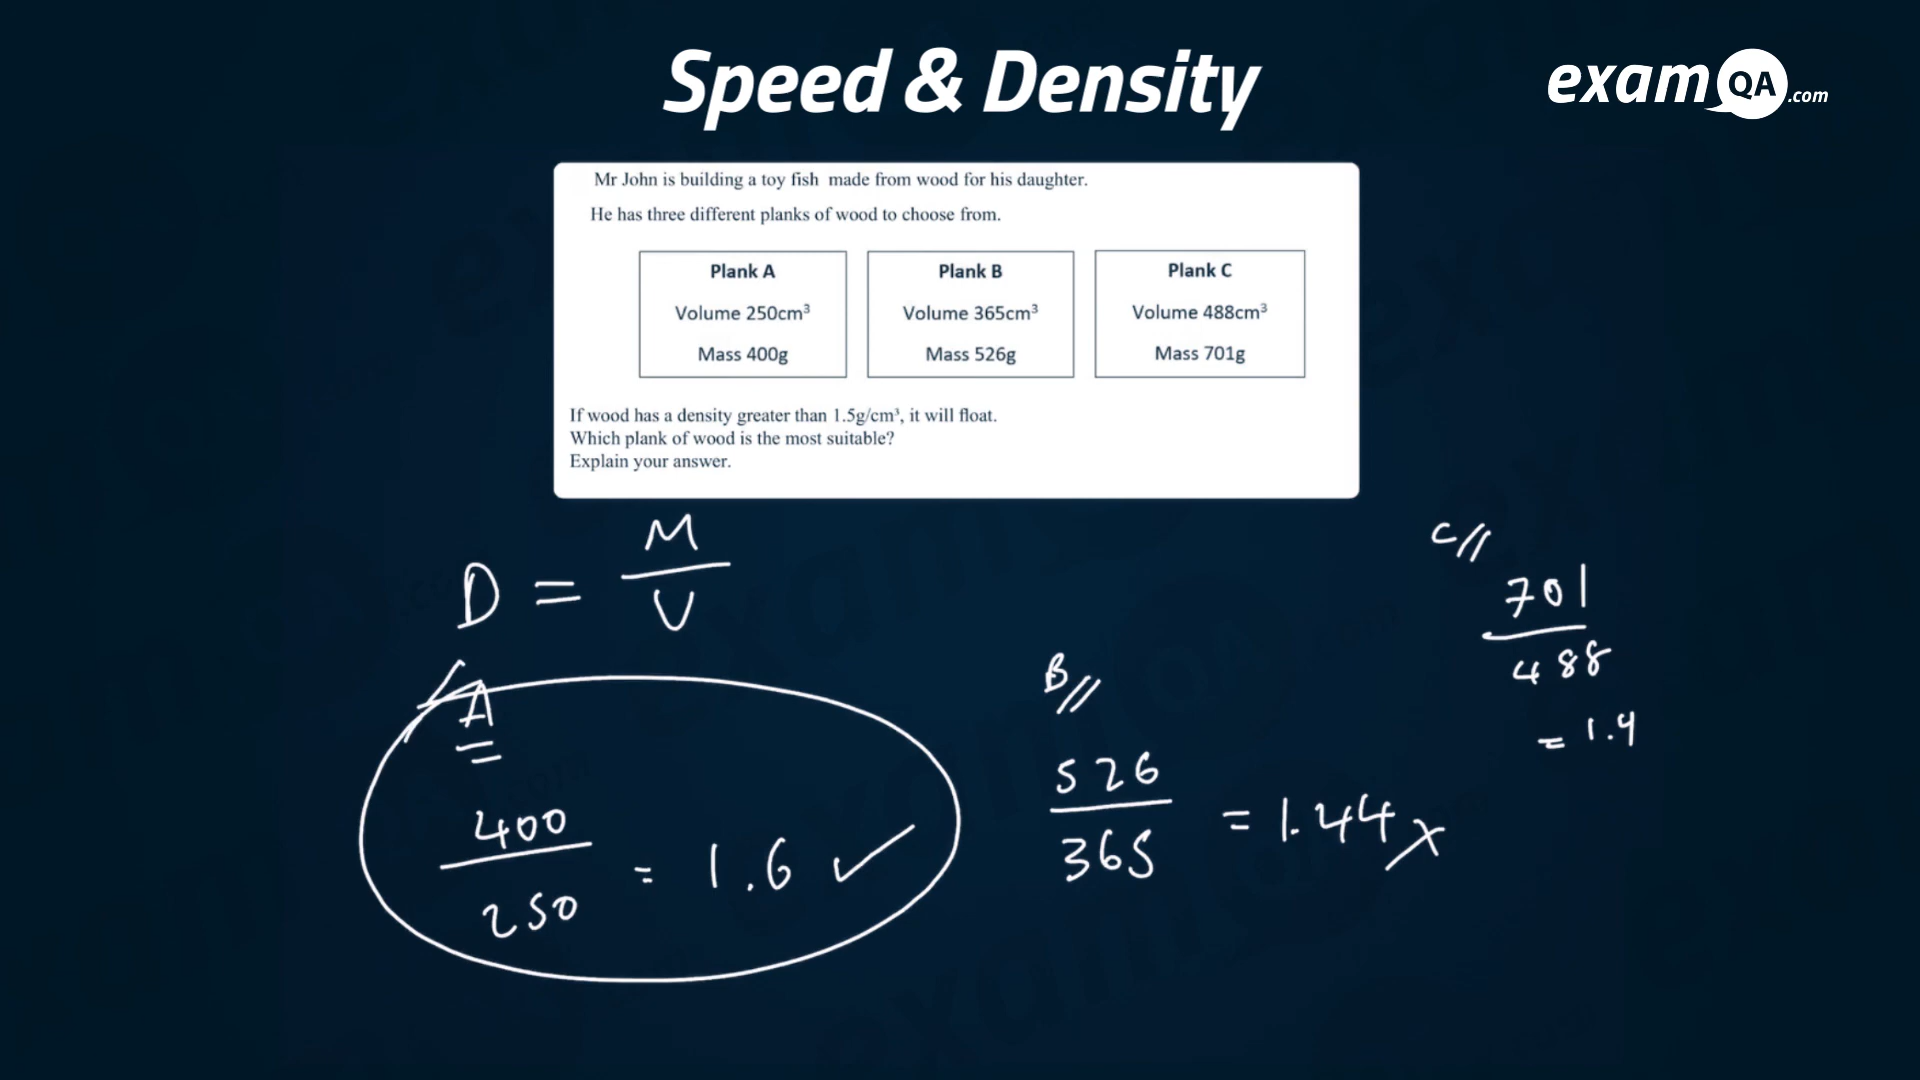 Speed & Density
examQA.com
Mr John is building a toy fish made from wood for his daughter.
He has three different planks of wood to choose from.
Plank A
Volume 250cm³
Mass 400g
Plank B
Volume 365cm³
Mass 526g
Plank C
Volume 488cm³
Mass 701g
If wood has a density greater than 1.5g/cm³, it will float.
Which plank of wood is the most suitable?
Explain your answer.
D = M
V
A
400
250
= 1.6 ✓
B//
526
365
= 1.44 x
C//
701
488
= 1.4